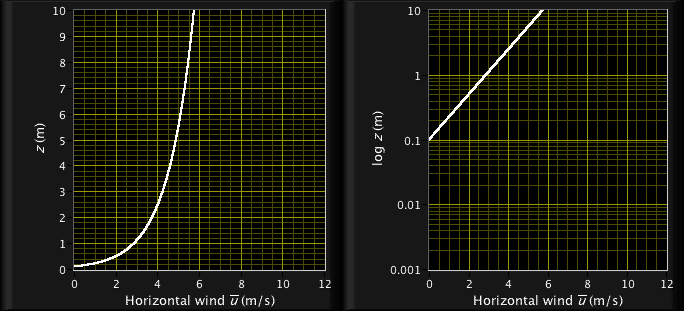 10
9
8
7
6
5
4
3
2
1
0
z (m)
0 2 4 6 8 10 12
Horizontal wind u̅ (m/s)
10
1
0.1
0.01
0.001
log z (m)
0 2 4 6 8 10 12
Horizontal wind u̅ (m/s)